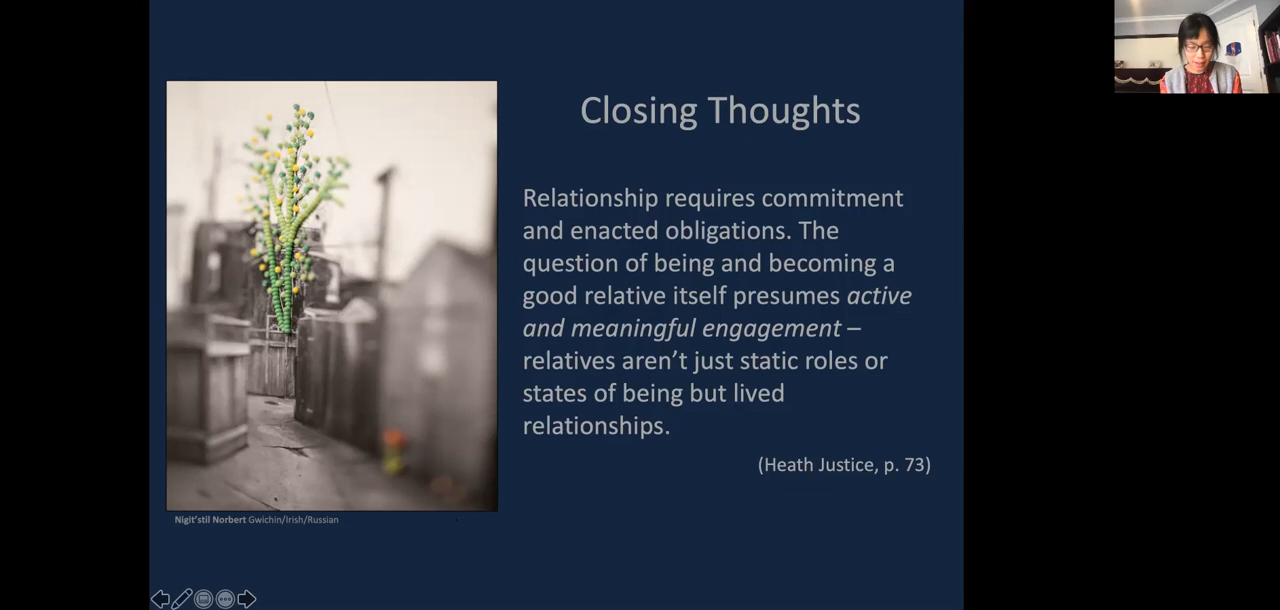 Closing Thoughts
Relationship requires commitment
and enacted obligations. The
question of being and becoming a
good relative itself presumes active
and meaningful engagement –
relatives aren’t just static roles or
states of being but lived
relationships.
(Heath Justice, p. 73)
Nigit’stil Norbert Gwichin/Irish/Russian